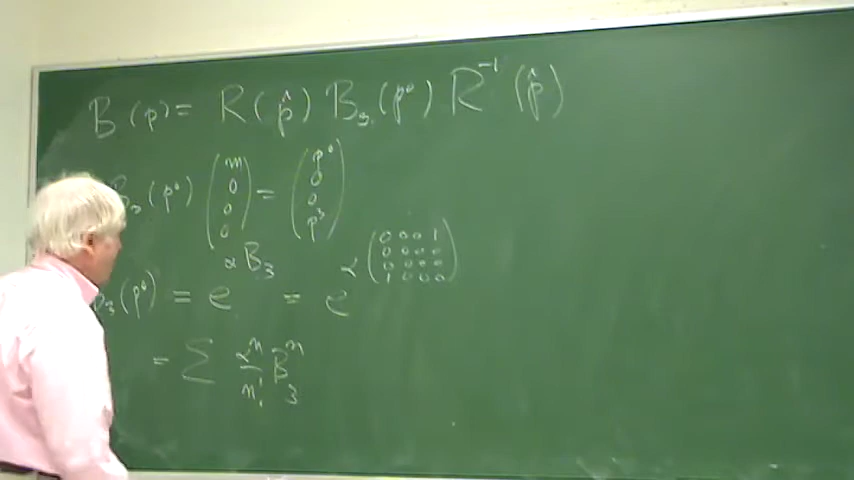 B(p) = R(p̂) B₃(p⁰) R⁻¹(p̂)
B₃(p⁰) (m 0 0 0) = (p⁰ 0 0 p³)
B₃(p⁰) = e^{αB₃} = e^{α (0 0 0 1 / 0 0 0 0 / 0 0 0 0 / 1 0 0 0)}
= Σ αⁿ/n! B₃ⁿ